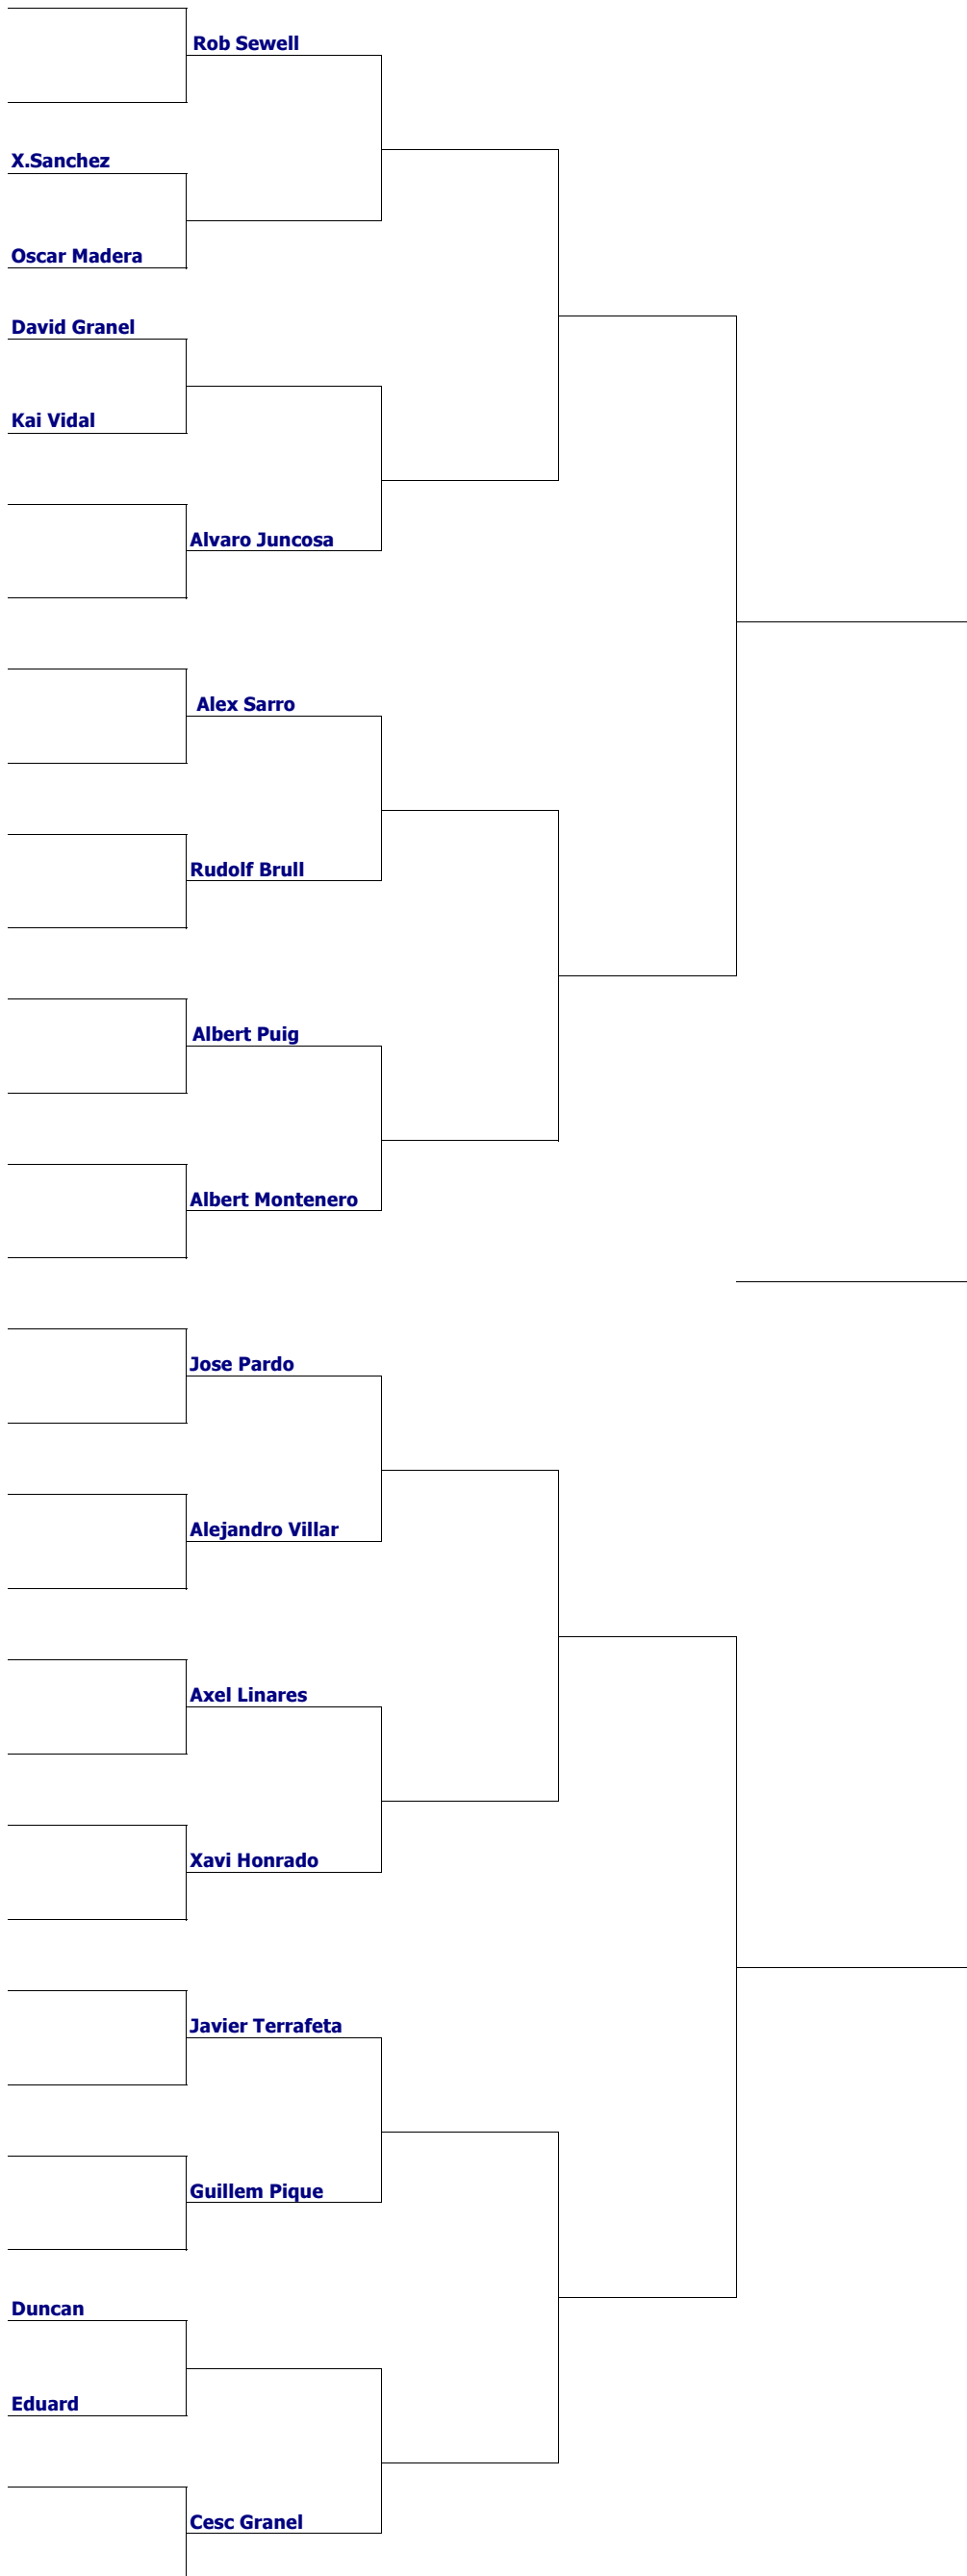 Rob Sewell
X.Sanchez
Oscar Madera
David Granel
Kai Vidal
Alvaro Juncosa
Alex Sarro
Rudolf Brull
Albert Puig
Albert Montenero
Jose Pardo
Alejandro Villar
Axel Linares
Xavi Honrado
Javier Terrafeta
Guillem Pique
Duncan
Eduard
Cesc Granel